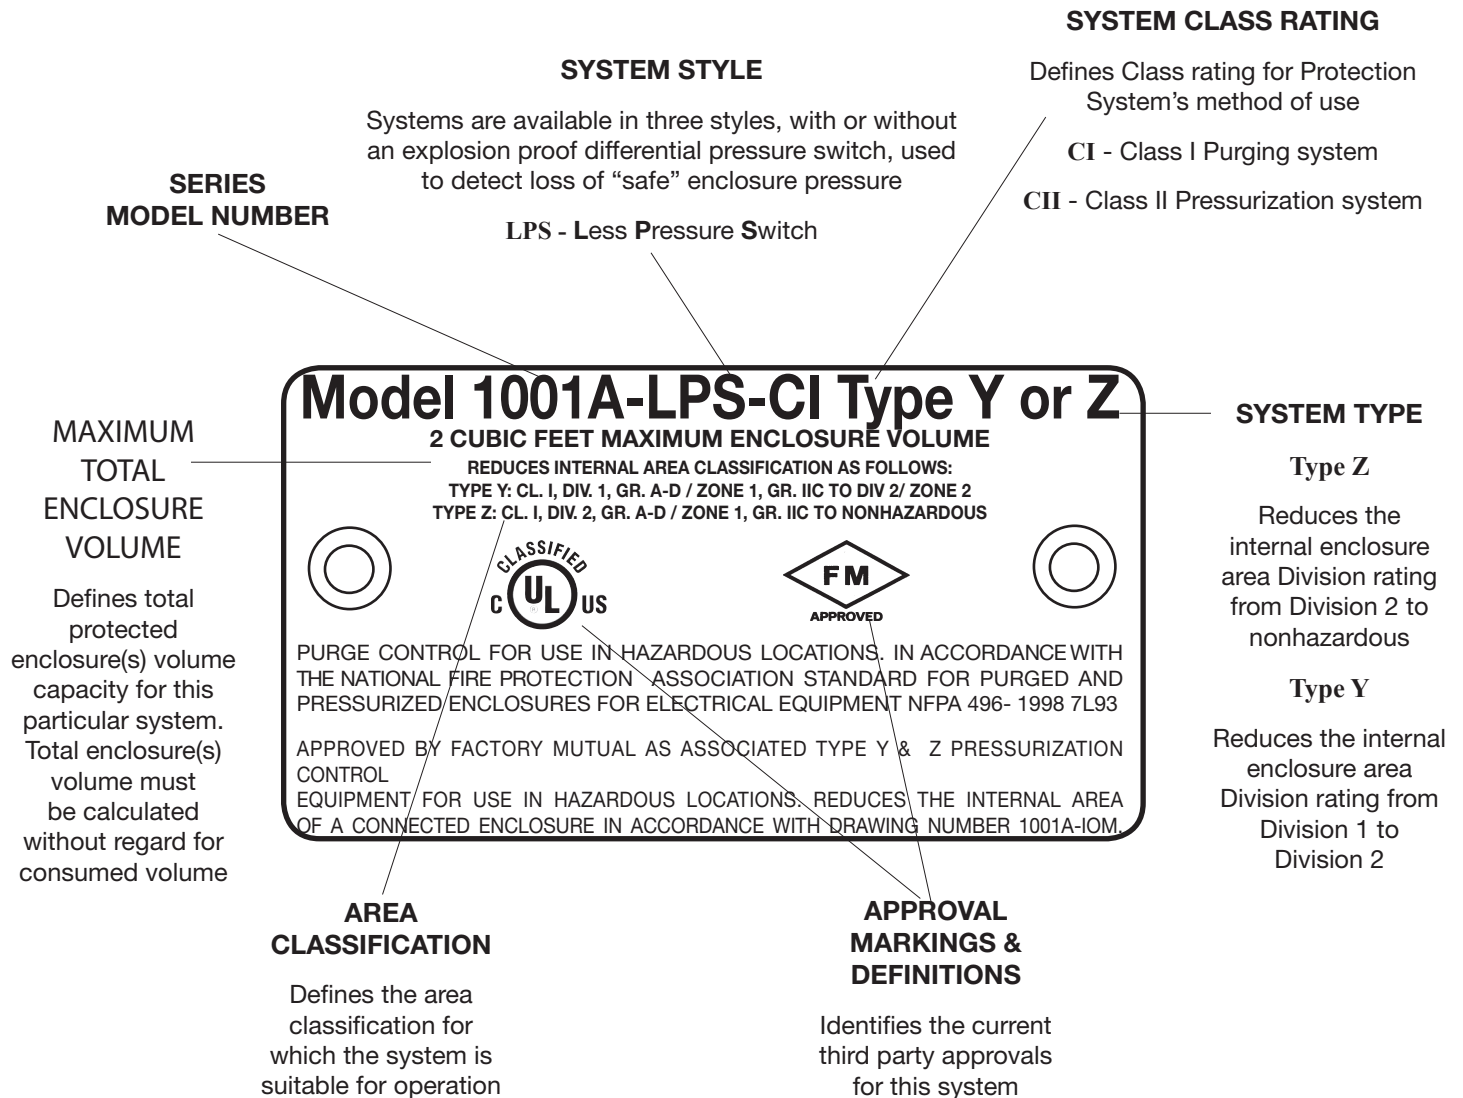 SYSTEM CLASS RATING
Defines Class rating for Protection
System's method of use
CI - Class I Purging system
CII - Class II Pressurization system
SYSTEM STYLE
Systems are available in three styles, with or without
an explosion proof differential pressure switch, used
to detect loss of “safe” enclosure pressure
LPS - Less Pressure Switch
SERIES
MODEL NUMBER
Model 1001A-LPS-CI Type Y or Z
2 CUBIC FEET MAXIMUM ENCLOSURE VOLUME
REDUCES INTERNAL AREA CLASSIFICATION AS FOLLOWS:
TYPE Y: CL. I, DIV. 1, GR. A-D / ZONE 1, GR. IIC TO DIV 2/ ZONE 2
TYPE Z: CL. I, DIV. 2, GR. A-D / ZONE 1, GR. IIC TO NONHAZARDOUS
CLASSIFIED
C UL US
®
FM
APPROVED
PURGE CONTROL FOR USE IN HAZARDOUS LOCATIONS. IN ACCORDANCE WITH
THE NATIONAL FIRE PROTECTION ASSOCIATION STANDARD FOR PURGED AND
PRESSURIZED ENCLOSURES FOR ELECTRICAL EQUIPMENT NFPA 496- 1998 7L93
APPROVED BY FACTORY MUTUAL AS ASSOCIATED TYPE Y & Z PRESSURIZATION
CONTROL
EQUIPMENT FOR USE IN HAZARDOUS LOCATIONS. REDUCES THE INTERNAL AREA
OF A CONNECTED ENCLOSURE IN ACCORDANCE WITH DRAWING NUMBER 1001A-IOM.
MAXIMUM
TOTAL
ENCLOSURE
VOLUME
Defines total
protected
enclosure(s) volume
capacity for this
particular system.
Total enclosure(s)
volume must
be calculated
without regard for
consumed volume
SYSTEM TYPE
Type Z
Reduces the
internal enclosure
area Division rating
from Division 2 to
nonhazardous
Type Y
Reduces the internal
enclosure area
Division rating from
Division 1 to
Division 2
AREA
CLASSIFICATION
Defines the area
classification for
which the system is
suitable for operation
APPROVAL
MARKINGS &
DEFINITIONS
Identifies the current
third party approvals
for this system